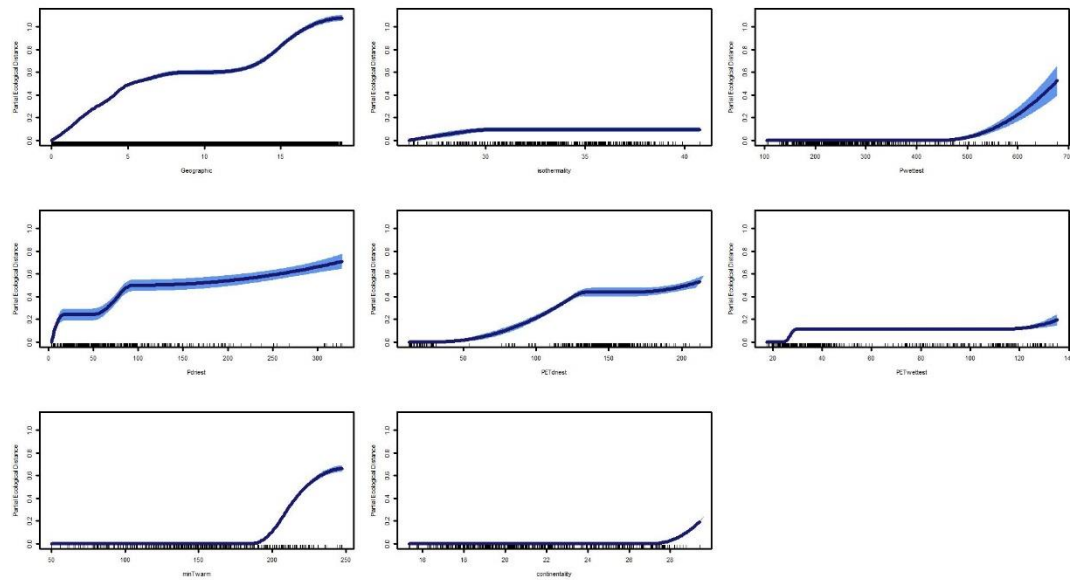 Partial Ecological Distance
0.0 0.2 0.4 0.6 0.8 1.0
0 5 10 15
Geographic
Partial Ecological Distance
0.0 0.2 0.4 0.6 0.8 1.0
30 35 40
isothermality
Partial Ecological Distance
0.0 0.2 0.4 0.6 0.8 1.0
100 200 300 400 500 600 70
Pwettest
Partial Ecological Distance
0.0 0.2 0.4 0.6 0.8 1.0
0 50 100 150 200 250 300
Pdriest
Partial Ecological Distance
0.0 0.2 0.4 0.6 0.8 1.0
50 100 150 200
PETdriest
Partial Ecological Distance
0.0 0.2 0.4 0.6 0.8 1.0
20 40 60 80 100 120 14
PETwettest
Partial Ecological Distance
0.0 0.2 0.4 0.6 0.8 1.0
50 100 150 200 250
mnTwarm
Partial Ecological Distance
0.0 0.2 0.4 0.6 0.8 1.0
16 18 20 22 24 26 28
continentality